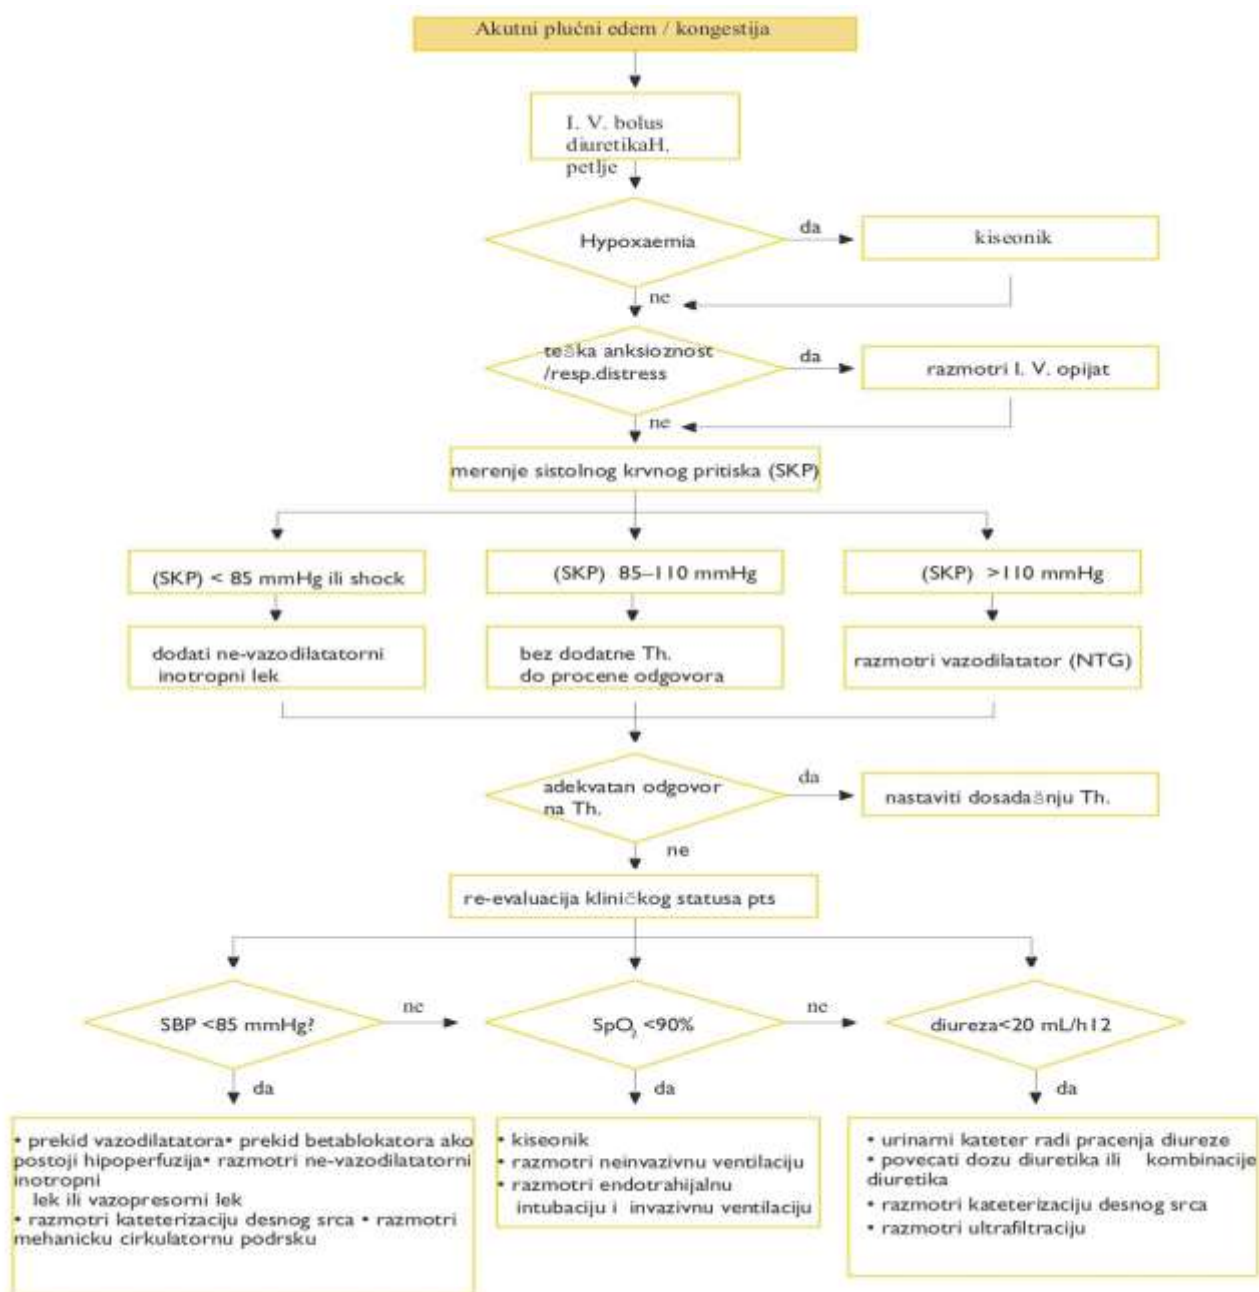 Akutni plućni edem / kongestija
I. V. bolus
diuretikaH.
petlje
Hypoxaemia
da
kiseonik
ne
teška anksioznost
/resp.distress
da
razmotri I. V. opijat
ne
merenje sistolnog krvnog pritiska (SKP)
(SKP) < 85 mmHg ili shock
(SKP) 85–110 mmHg
(SKP) >110 mmHg
dodati ne-vazodilatatorni
inotropni lek
bez dodatne Th.
do procene odgovora
razmotri vazodilatator (NTG)
adekvatan odgovor
na Th.
da
nastaviti dosadašnju Th.
ne
re-evaluacija kliničkog statusa pts
SBP <85 mmHg?
ne
SpO₂ <90%
ne
diureza<20 mL/h12
da
da
da
• prekid vazodilatatora• prekid betablokatora ako
postoji hipoperfuzija• razmotri ne-vazodilatatorni
inotropni
lek ili vazopresorni lek
• razmotri kateterizaciju desnog srca • razmotri
mehanicku cirkulatornu podrsku
• kiseonik
• razmotri neinvazivnu ventilaciju
• razmotri endotrahijalnu
intubaciju i invazivnu ventilaciju
• urinarni kateter radi pracenja diureze
• povecati dozu diuretika ili kombinacije
diuretika
• razmotri kateterizaciju desnog srca
• razmotri ultrafiltraciju